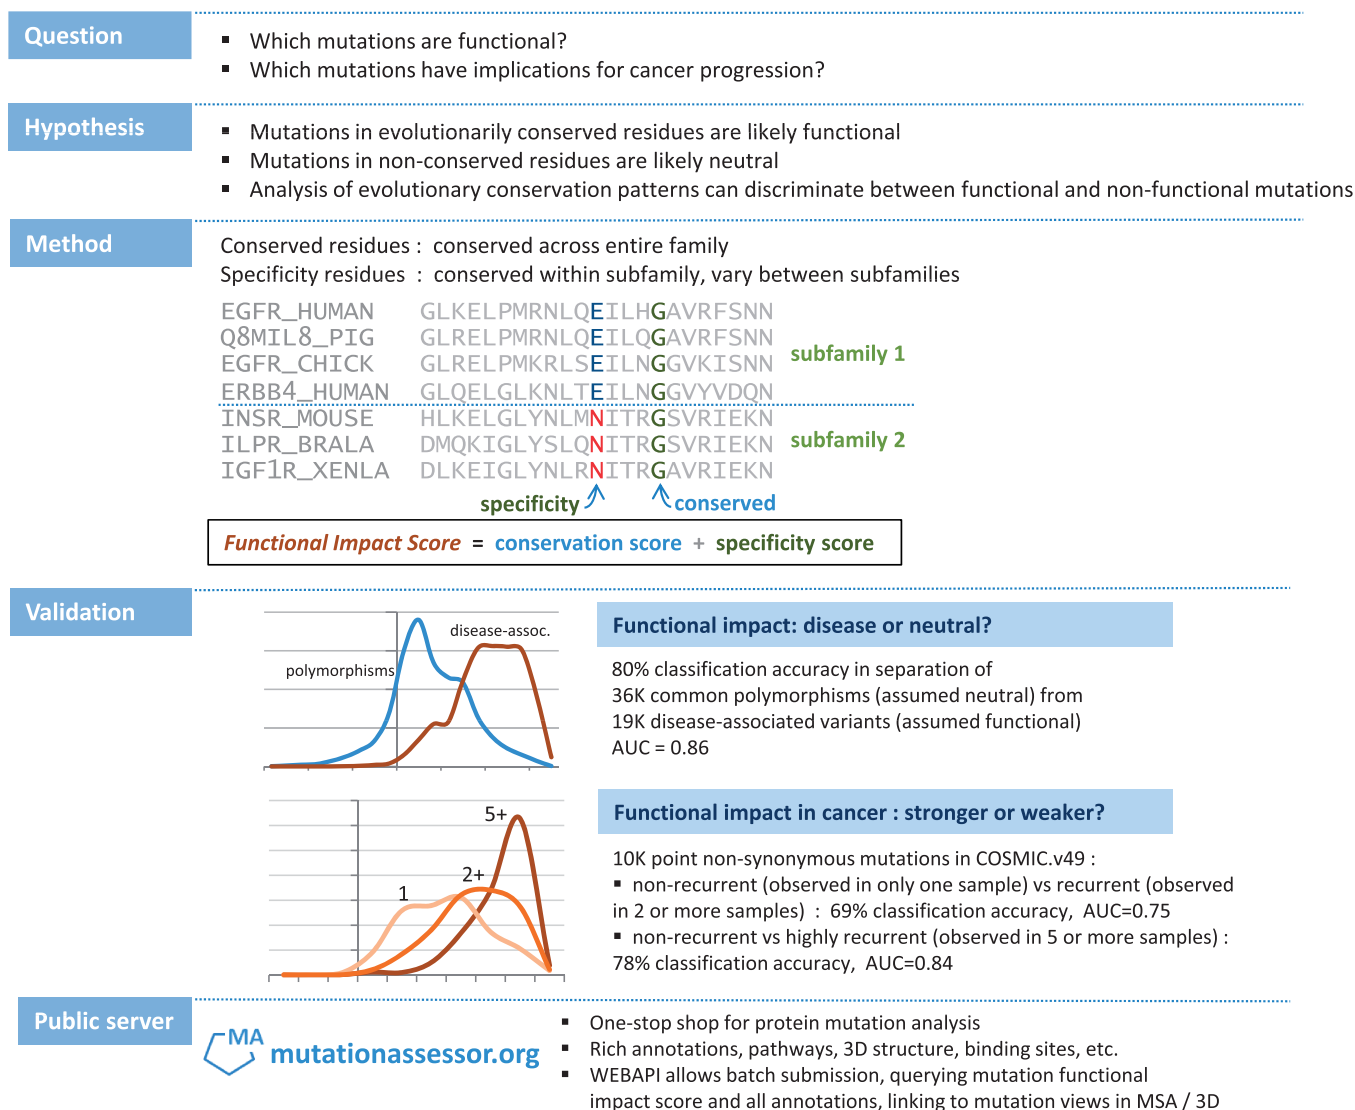 Question
▪ Which mutations are functional?
▪ Which mutations have implications for cancer progression?
Hypothesis
▪ Mutations in evolutionarily conserved residues are likely functional
▪ Mutations in non-conserved residues are likely neutral
▪ Analysis of evolutionary conservation patterns can discriminate between functional and non-functional mutations
Method
Conserved residues : conserved across entire family
Specificity residues : conserved within subfamily, vary between subfamilies
EGFR_HUMAN GLKELPMRNLQEILHGAVRFSNN
Q8MIL8_PIG GLRELPMRNLQEILQGAVRFSNN
EGFR_CHICK GLRELPMKRLSEILNGGVKISNN
ERBB4_HUMAN GLQELGLKNLTEILNGGVYVDQN
subfamily 1
INSR_MOUSE HLKELGLYNLMNITRGSVRIEKN
ILPR_BRALA DMQKIGLYSLQNITRGSVRIEKN
IGF1R_XENLA DLKEIGLYNLRNITRGAVRIEKN
subfamily 2
specificity conserved
Functional Impact Score = conservation score + specificity score
Validation
polymorphisms
disease-assoc.
Functional impact: disease or neutral?
80% classification accuracy in separation of
36K common polymorphisms (assumed neutral) from
19K disease-associated variants (assumed functional)
AUC = 0.86
1
2+
5+
Functional impact in cancer : stronger or weaker?
10K point non-synonymous mutations in COSMIC.v49 :
▪ non-recurrent (observed in only one sample) vs recurrent (observed
in 2 or more samples) : 69% classification accuracy, AUC=0.75
▪ non-recurrent vs highly recurrent (observed in 5 or more samples) :
78% classification accuracy, AUC=0.84
Public server
MA
mutationassessor.org
▪ One-stop shop for protein mutation analysis
▪ Rich annotations, pathways, 3D structure, binding sites, etc.
▪ WEBAPI allows batch submission, querying mutation functional
impact score and all annotations, linking to mutation views in MSA / 3D